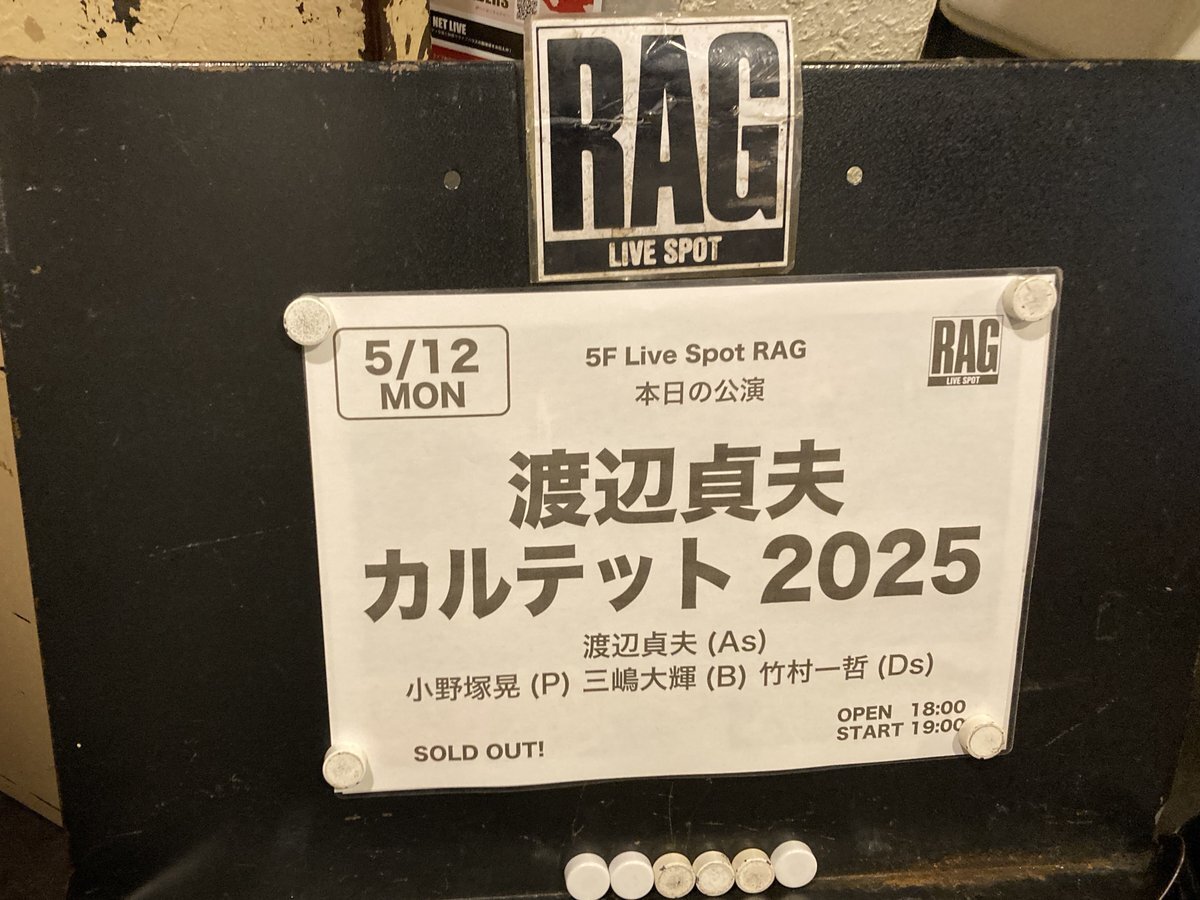 NET LIVE
RAG
LIVE SPOT
5/12
MON
5F Live Spot RAG
本日の公演
RAG
LIVE SPOT
渡辺貞夫
カルテット 2025
渡辺貞夫 (As)
小野塚晃 (P) 三嶋大輝 (B) 竹村一哲 (Ds)
OPEN 18:00
START 19:00
SOLD OUT!